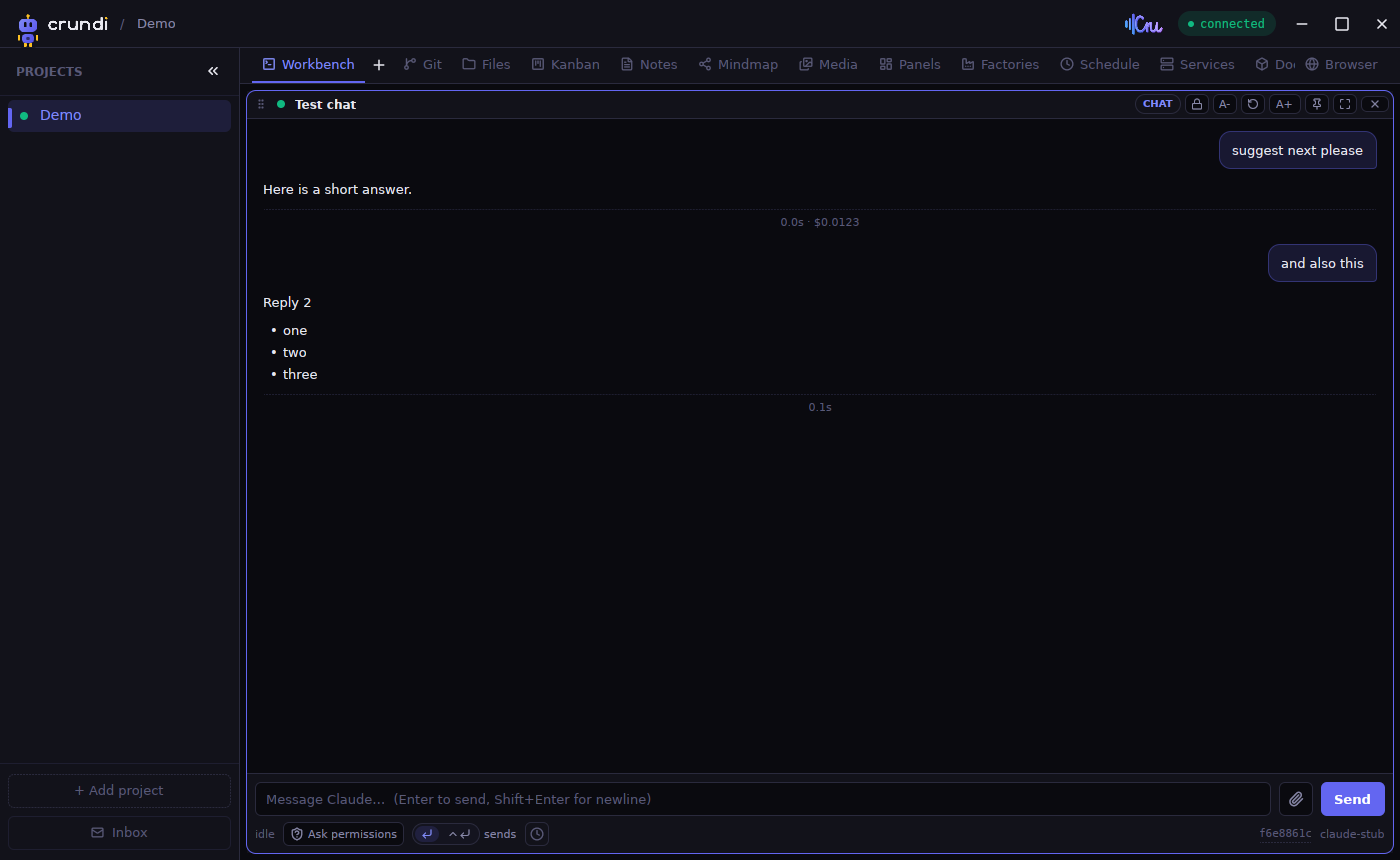 crundi / Demo
Cru
connected
PROJECTS
Workbench
Git
Files
Kanban
Notes
Mindmap
Media
Panels
Factories
Schedule
Services
Browser
Demo
Test chat
CHAT
A-
A+
suggest next please
Here is a short answer.
0.0s · $0.0123
and also this
Reply 2
• one
• two
• three
0.1s
+ Add project
Inbox
Message Claude... (Enter to send, Shift+Enter for newline)
Send
idle
Ask permissions
sends
f6e8861c
claude-stub